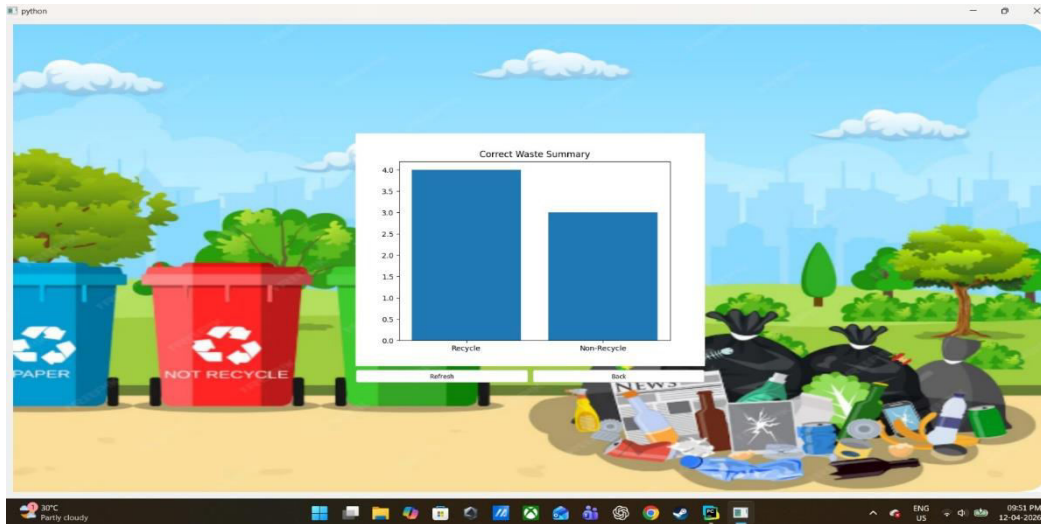 python
Correct Waste Summary
4.0
3.5
3.0
2.5
2.0
1.5
1.0
0.5
0.0
Recycle
Non-Recycle
Refresh
Back
PAPER
NOT RECYCLE
NEWS
30°C
Partly cloudy
ENG
US
09:51 PM
12-04-2026